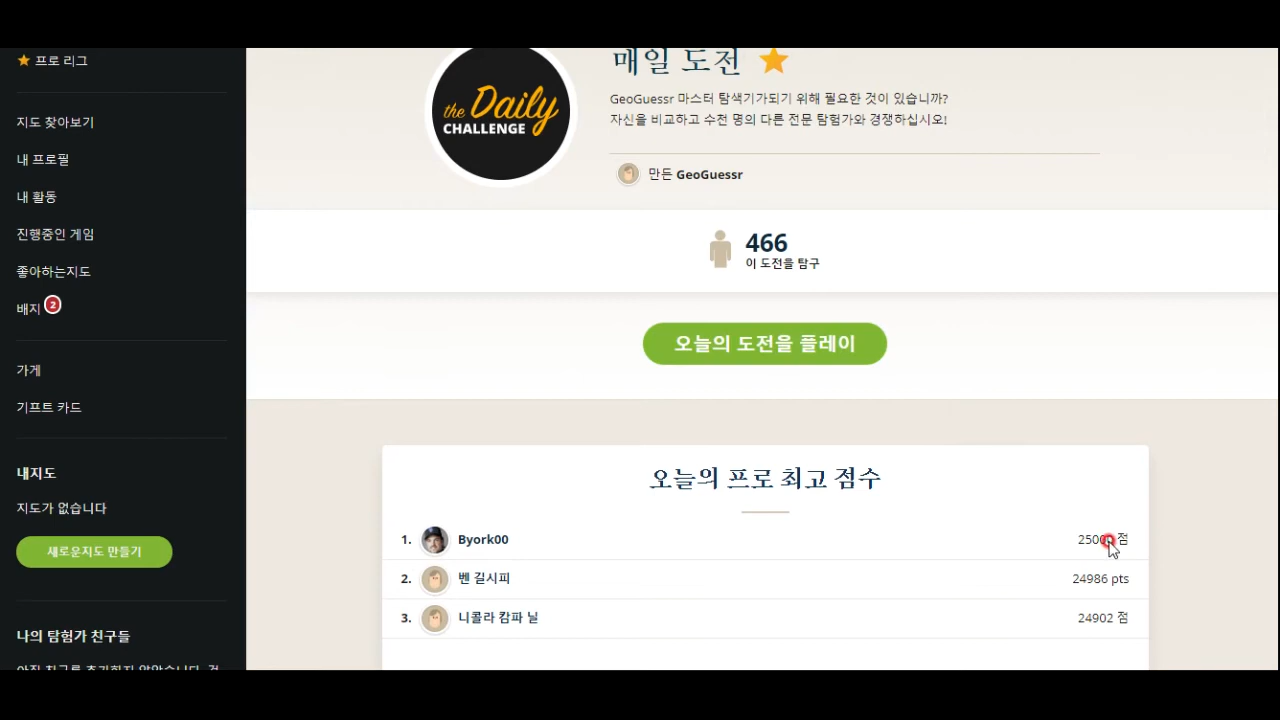 프로 리그
지도 찾아보기
내 프로필
내 활동
진행중인 게임
좋아하는지도
배지 2
가게
기프트 카드
내지도
지도가 없습니다
새로운지도 만들기
나의 탐험가 친구들
the Daily
CHALLENGE
매일 도전
GeoGuessr 마스터 탐색기가되기 위해 필요한 것이 있습니까?
자신을 비교하고 수천 명의 다른 전문 탐험가와 경쟁하십시오!
만든 GeoGuessr
466
이 도전을 탐구
오늘의 도전을 플레이
오늘의 프로 최고 점수
1. Byork00 점
2. 벤 길시피 24986 pts
3. 니콜라 캄파 닐 24902 점